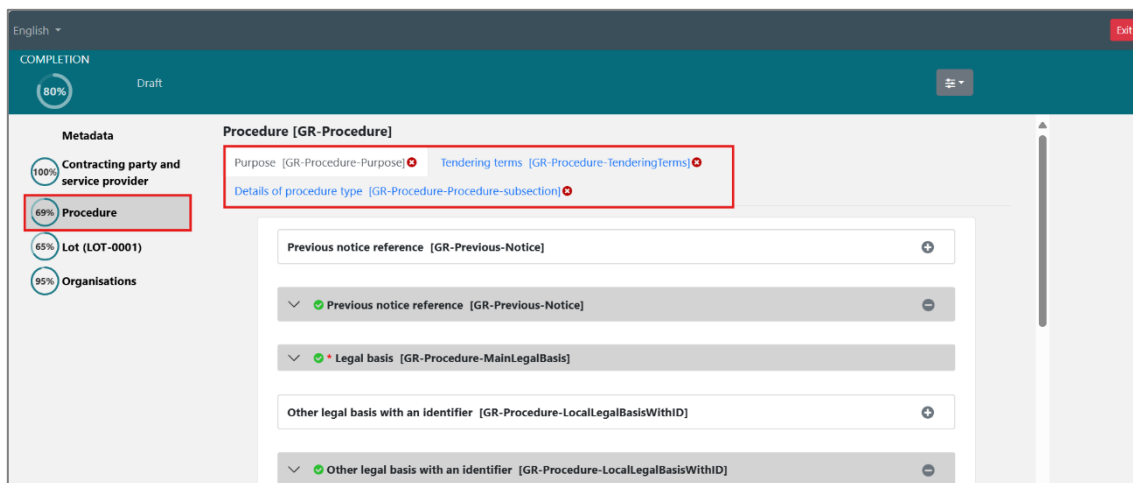 English
Exit
COMPLETION
80%
Draft
Metadata
100% Contracting party and
service provider
69% Procedure
65% Lot (LOT-0001)
95% Organisations
Procedure [GR-Procedure]
Purpose [GR-Procedure-Purpose]
Tendering terms [GR-Procedure-TenderingTerms]
Details of procedure type [GR-Procedure-Procedure-subsection]
Previous notice reference [GR-Previous-Notice]
Previous notice reference [GR-Previous-Notice]
* Legal basis [GR-Procedure-MainLegalBasis]
Other legal basis with an identifier [GR-Procedure-LocalLegalBasisWithID]
Other legal basis with an identifier [GR-Procedure-LocalLegalBasisWithID]